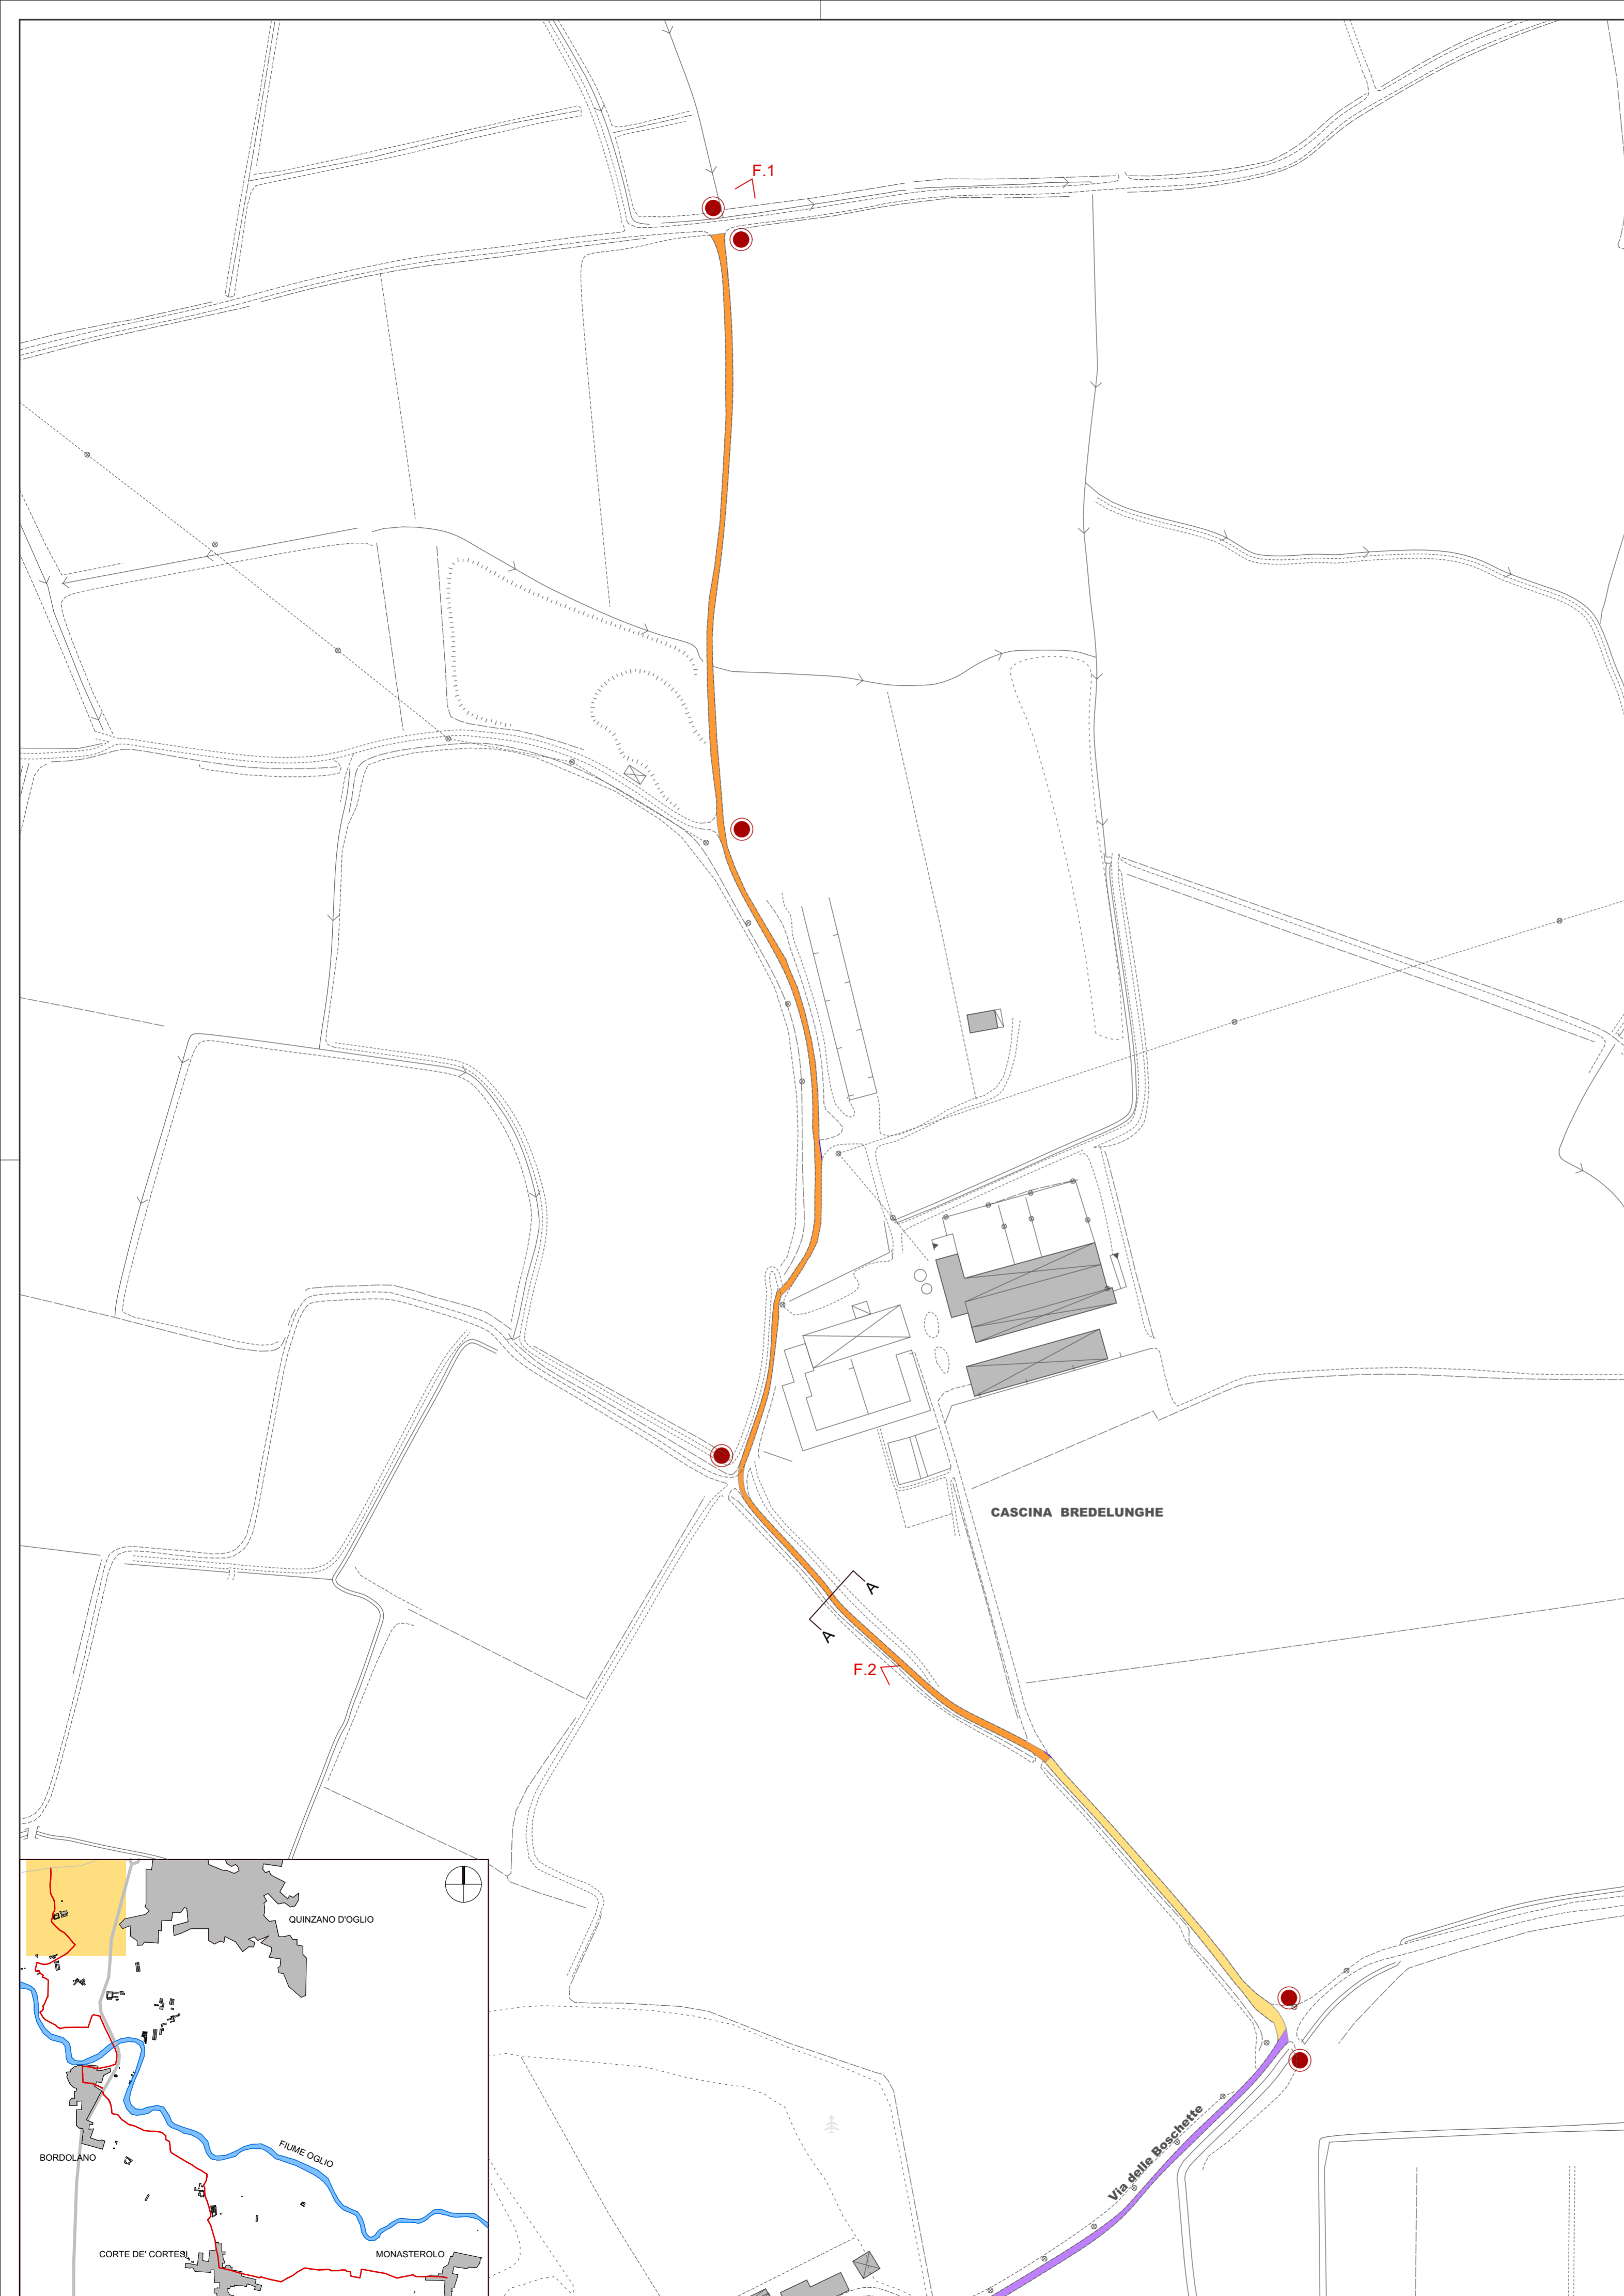 F.1
CASCINA BREDELUNGHE
A
A
F.2
QUINZANO D'OGLIO
Via delle Boschette
BORDOLANO
FIUME OGLIO
CORTE DE' CORTESI
MONASTEROLO